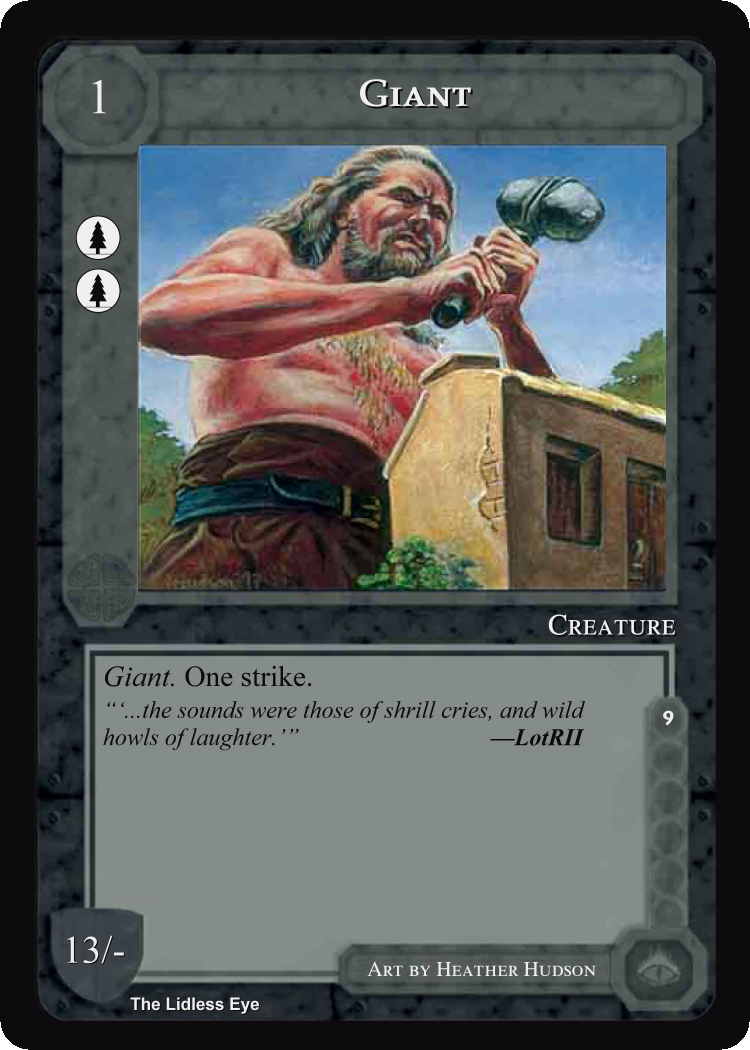 1
GIANT
CREATURE
Giant. One strike.
“‘...the sounds were those of shrill cries, and wild
howls of laughter.’” —LotRII
9
13/-
ART BY HEATHER HUDSON
The Lidless Eye